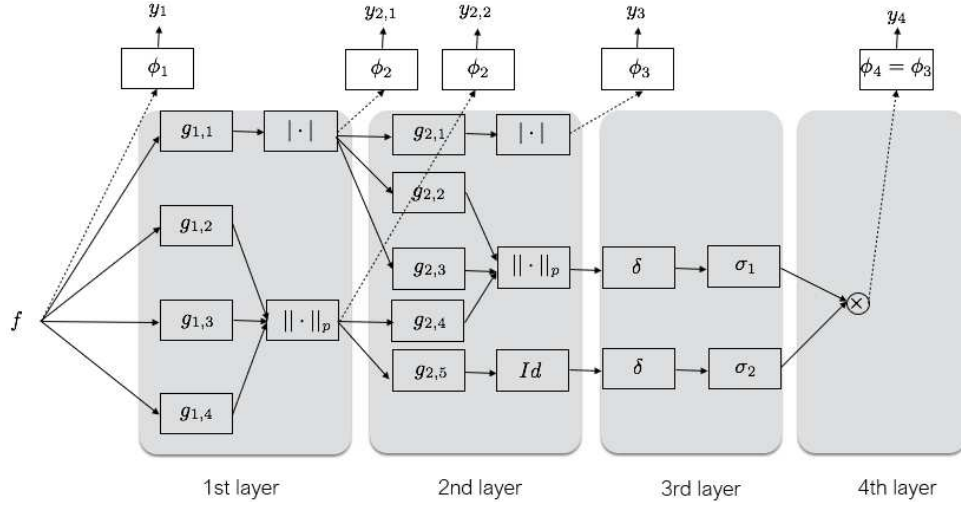 y₁ y₂,₁ y₂,₂ y₃ y₄
ϕ₁ ϕ₂ ϕ₂ ϕ₃ ϕ₄ = ϕ₃
g₁,₁ | · | g₂,₁ | · |
g₂,₂
g₁,₂
g₂,₃ || · ||ₚ δ σ₁
f g₁,₃ || · ||ₚ g₂,₄ ×
g₂,₅ Id δ σ₂
g₁,₄
1st layer 2nd layer 3rd layer 4th layer